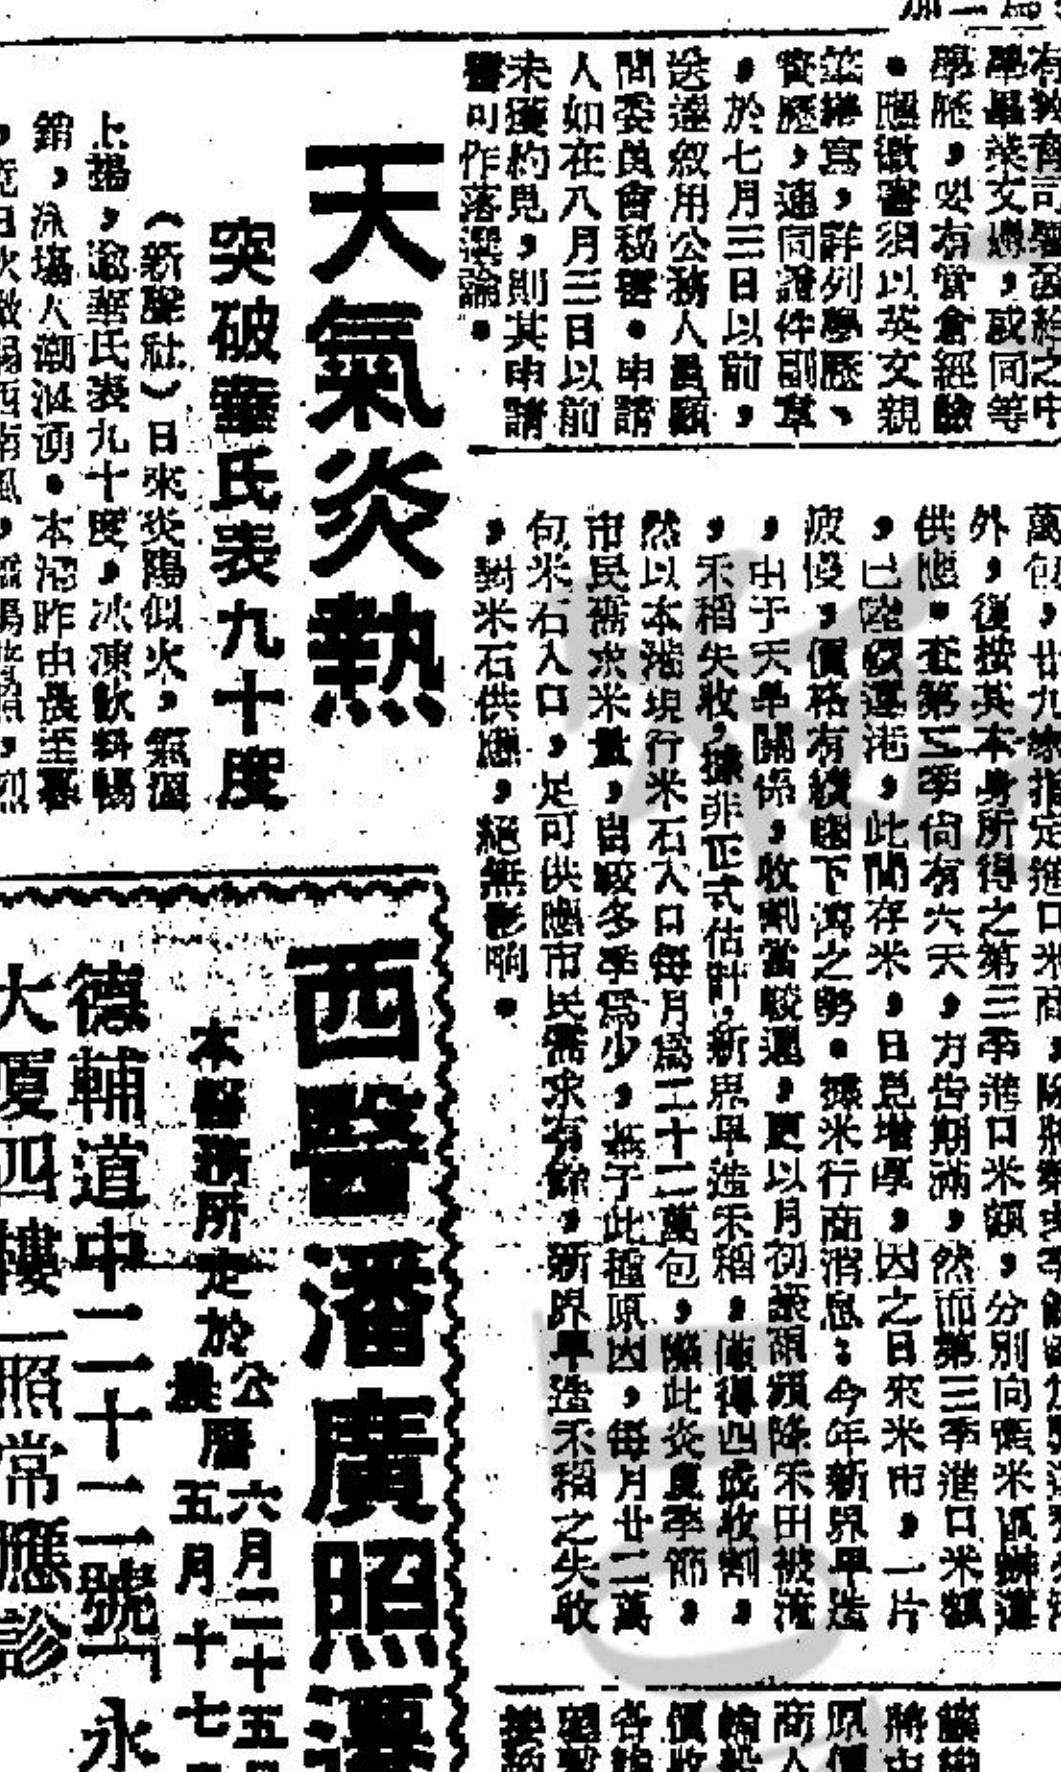 學歷，必有管倉經驗
。應徵書須以英文親
筆繕寫，詳列學歷、
資歷，連同證件副章
，於七月三日以前，
送達敘用公務人員顧
問委員會秘書。申請
人如在八月三日以前
未獲約見，則其申請
書可作落選論。
外，復按其本身所得之第三季進口米額，分別向產米區辦運
供應。查第二季尚有六天，方告期滿，然而第三季進口米額
，已陸續運港，此間存米，日見增厚，因之日來米市，一片
疲慢，價格有續趨下瀉之勢。據米行商消息：今年新界早造
，由于天旱關係，收割當較遲，更以月初豪雨頻降禾田被淹
，禾稻失收，據非正式估計，新界早造禾稻，僅得四成收割，
然以本港現行米石入口每月為三十二萬包，際此炎夏季節，
市民需求米量，自較冬季為少，基于此種原因，每月廿二萬
包米石入口，足可供應市民需求有餘，新界早造禾稻之失收
，對米石供應，絕無影响。
天氣炎熱
突破華氏表九十度
（新聲社）日來炎陽似火，氣溫
上揚，逾華氏表九十度，冰凍飲料暢
銷，泳場人潮洶湧。本港昨由晨至暮
西醫潘廣照遷
本醫務所定於
公曆六月二十五
農曆五月十七
德輔道中二十二號「永
大廈四樓」照常應診